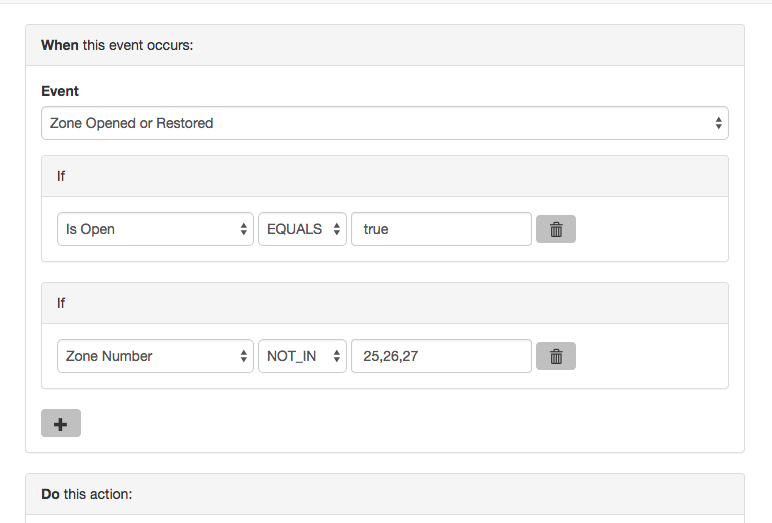 When this event occurs:
Event
Zone Opened or Restored
If
Is Open EQUALS true
If
Zone Number NOT_IN 25,26,27
Do this action: